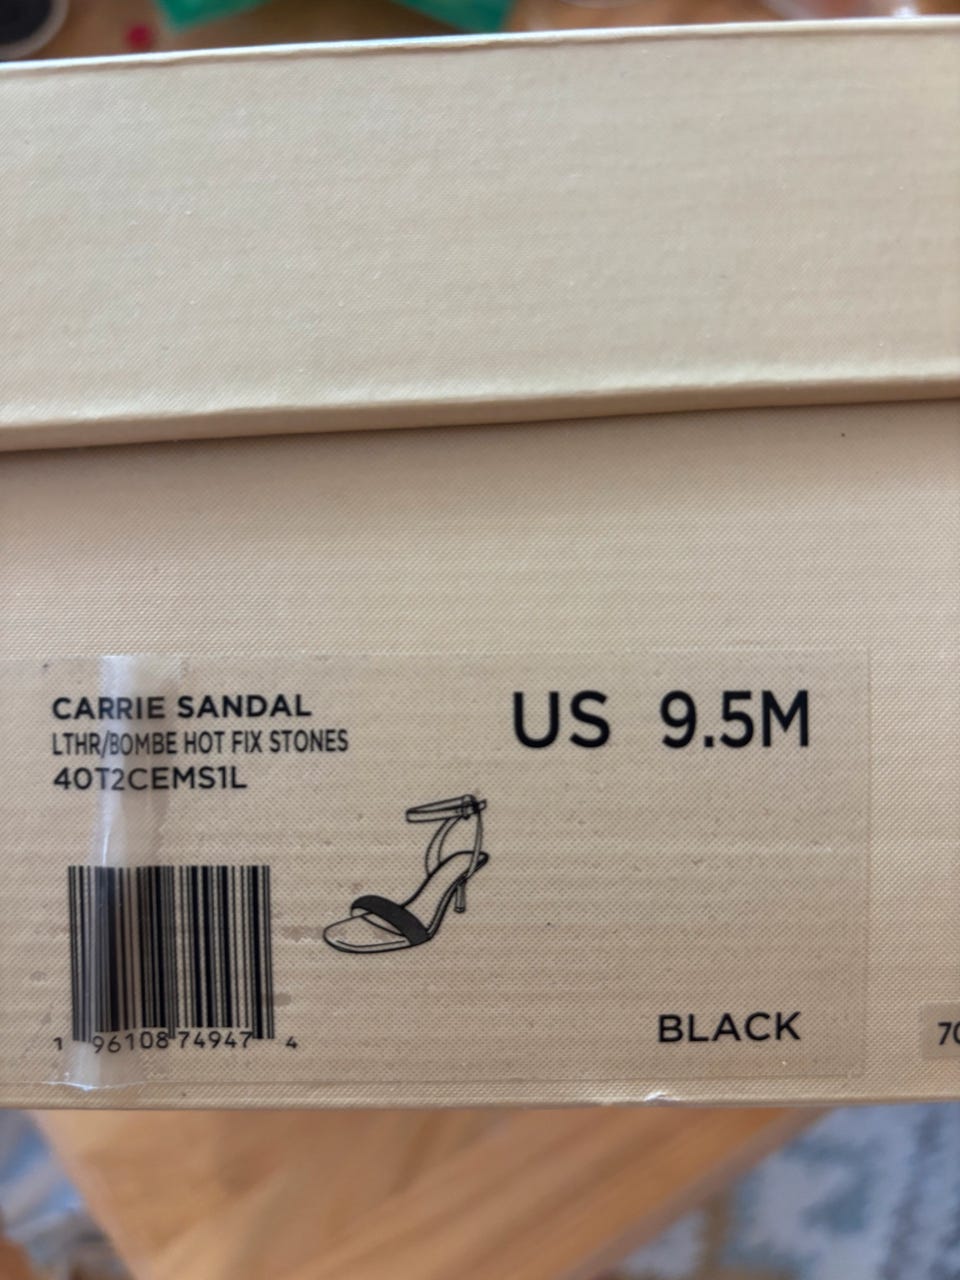 CARRIE SANDAL
LTHR/BOMBE HOT FIX STONES
40T2CEMS1L
US 9.5M
1 96108 74947 4
BLACK